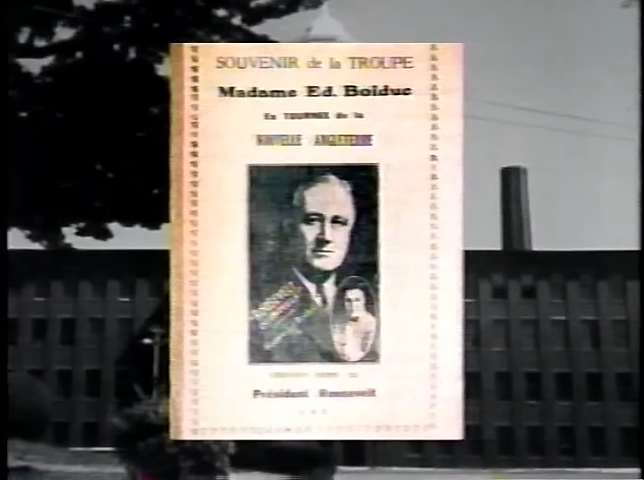 SOUVENIR de la TROUPE
Madame Ed. Bolduc
En TOURNEE de la
NOUVELLE ANGLETERRE
Président Roosevelt